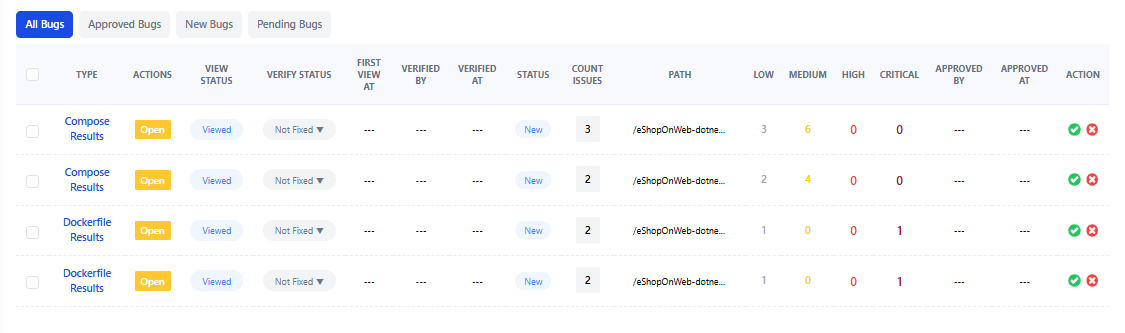 All Bugs Approved Bugs New Bugs Pending Bugs
TYPE ACTIONS VIEW STATUS VERIFY STATUS FIRST VIEW AT VERIFIED BY VERIFIED AT STATUS COUNT ISSUES PATH LOW MEDIUM HIGH CRITICAL APPROVED BY APPROVED AT ACTION
Compose Results Open Viewed Not Fixed ▼ --- --- --- New 3 /eShopOnWeb-dotne... 3 6 0 0 --- ---
Compose Results Open Viewed Not Fixed ▼ --- --- --- New 2 /eShopOnWeb-dotne... 2 4 0 0 --- ---
Dockerfile Results Open Viewed Not Fixed ▼ --- --- --- New 2 /eShopOnWeb-dotne... 1 0 0 1 --- ---
Dockerfile Results Open Viewed Not Fixed ▼ --- --- --- New 2 /eShopOnWeb-dotne... 1 0 0 1 --- ---